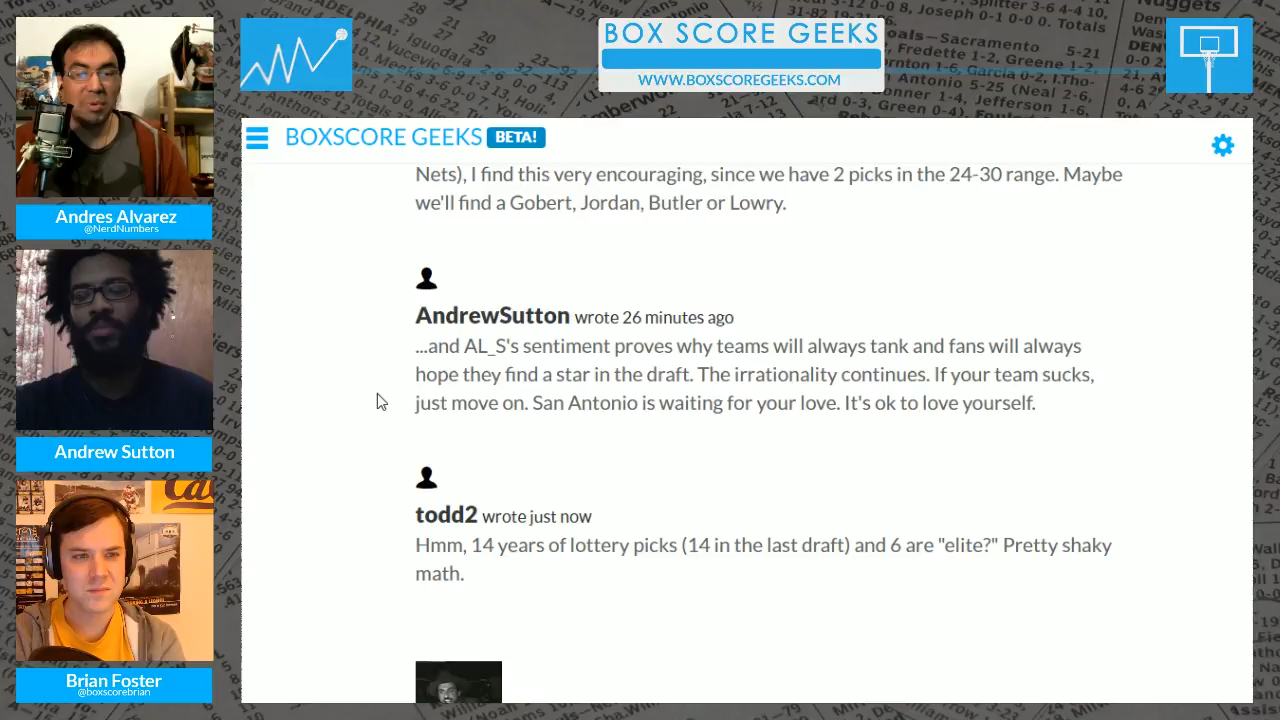 BOX SCORE GEEKS
WWW.BOXSCOREGEEKS.COM
Andres Alvarez
@NerdNumbers
Andrew Sutton
Brian Foster
@boxscorebrian
Cal
BOXSCORE GEEKS BETA!
Nets), I find this very encouraging, since we have 2 picks in the 24-30 range. Maybe
we'll find a Gobert, Jordan, Butler or Lowry.
AndrewSutton wrote 26 minutes ago
...and AL_S's sentiment proves why teams will always tank and fans will always
hope they find a star in the draft. The irrationality continues. If your team sucks,
just move on. San Antonio is waiting for your love. It's ok to love yourself.
todd2 wrote just now
Hmm, 14 years of lottery picks (14 in the last draft) and 6 are "elite?" Pretty shaky
math.